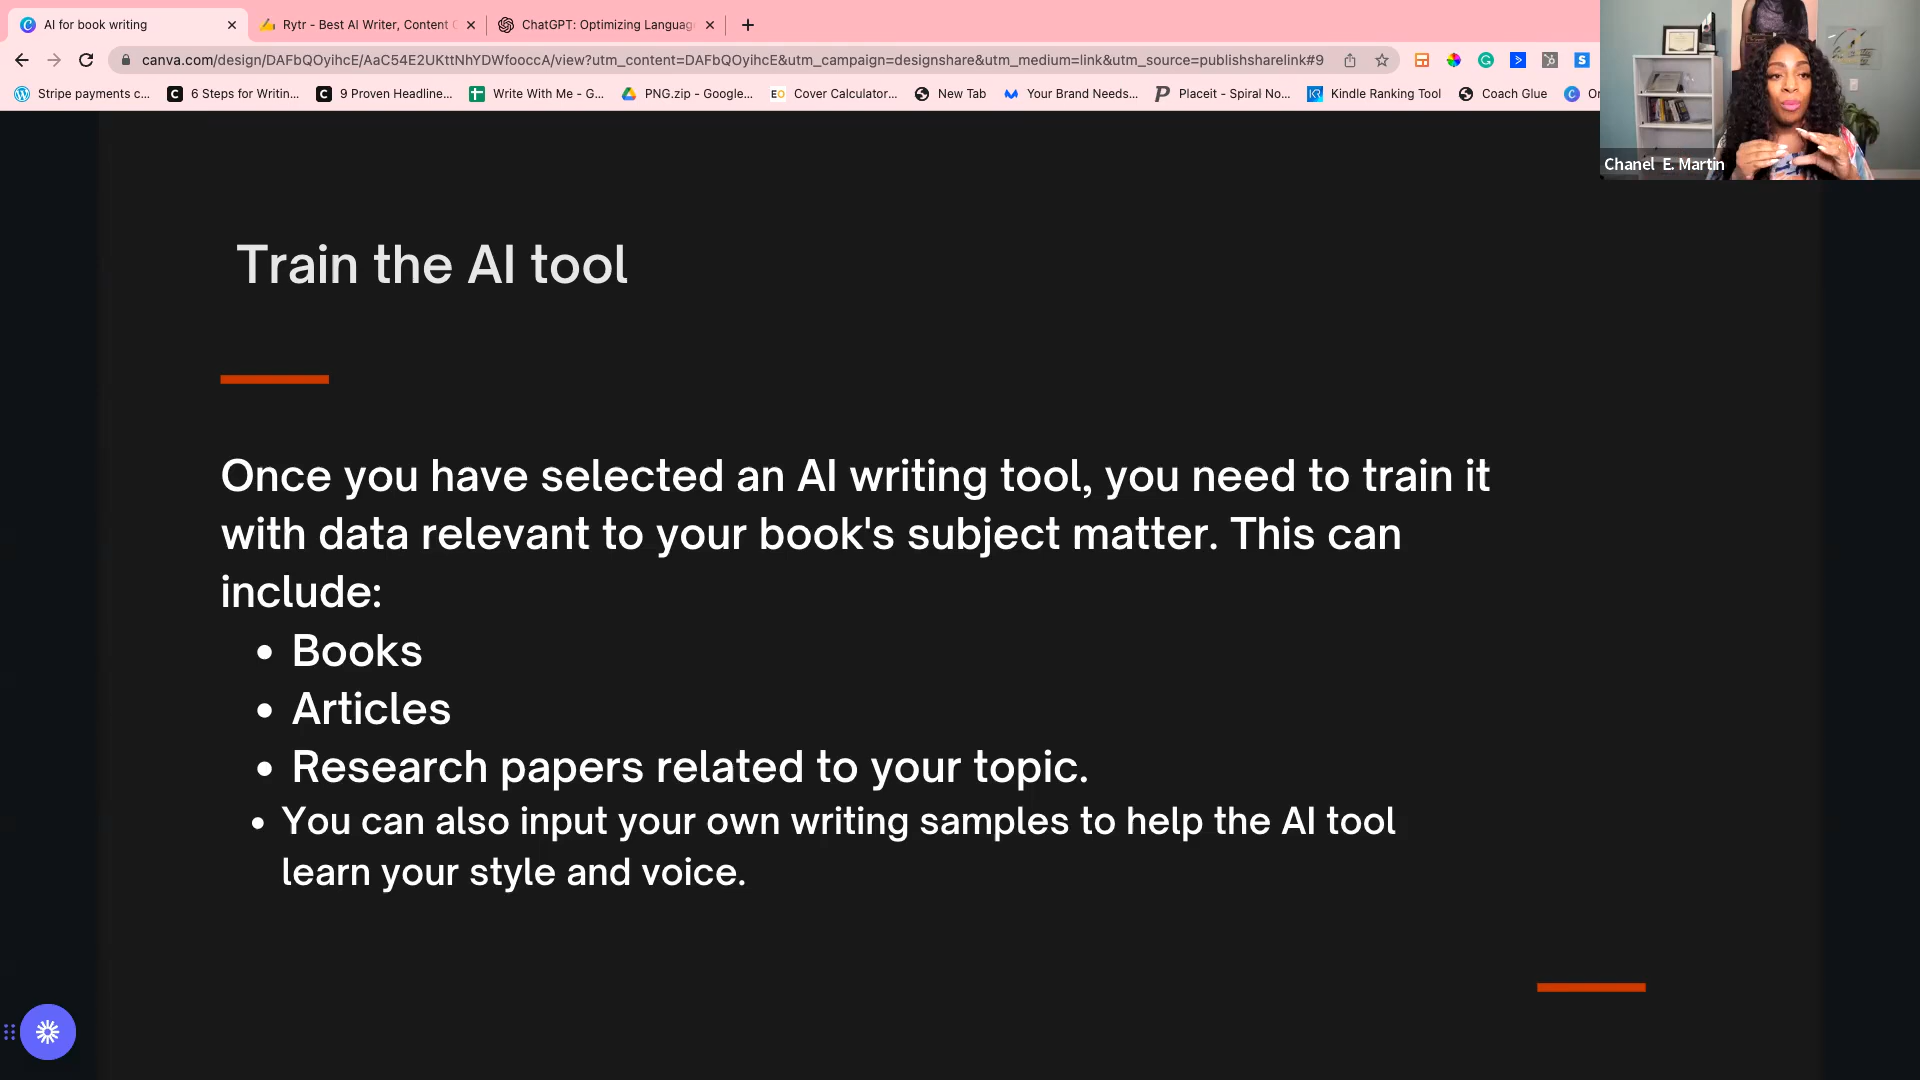 AI for book writing
Rytr - Best AI Writer, Content
ChatGPT: Optimizing Languag
canva.com/design/DAFbQOyihcE/AaC54E2UKttNhYDWfooccA/view?utm_content=DAFbQOyihcE&utm_campaign=designshare&utm_medium=link&utm_source=publishsharelink#9
Stripe payments c... 6 Steps for Writin... 9 Proven Headline... Write With Me - G... PNG.zip - Google... EO Cover Calculator... New Tab Your Brand Needs... Placeit - Spiral No... KR Kindle Ranking Tool Coach Glue
Chanel E. Martin
Train the AI tool
Once you have selected an AI writing tool, you need to train it
with data relevant to your book's subject matter. This can
include:
• Books
• Articles
• Research papers related to your topic.
• You can also input your own writing samples to help the AI tool
learn your style and voice.